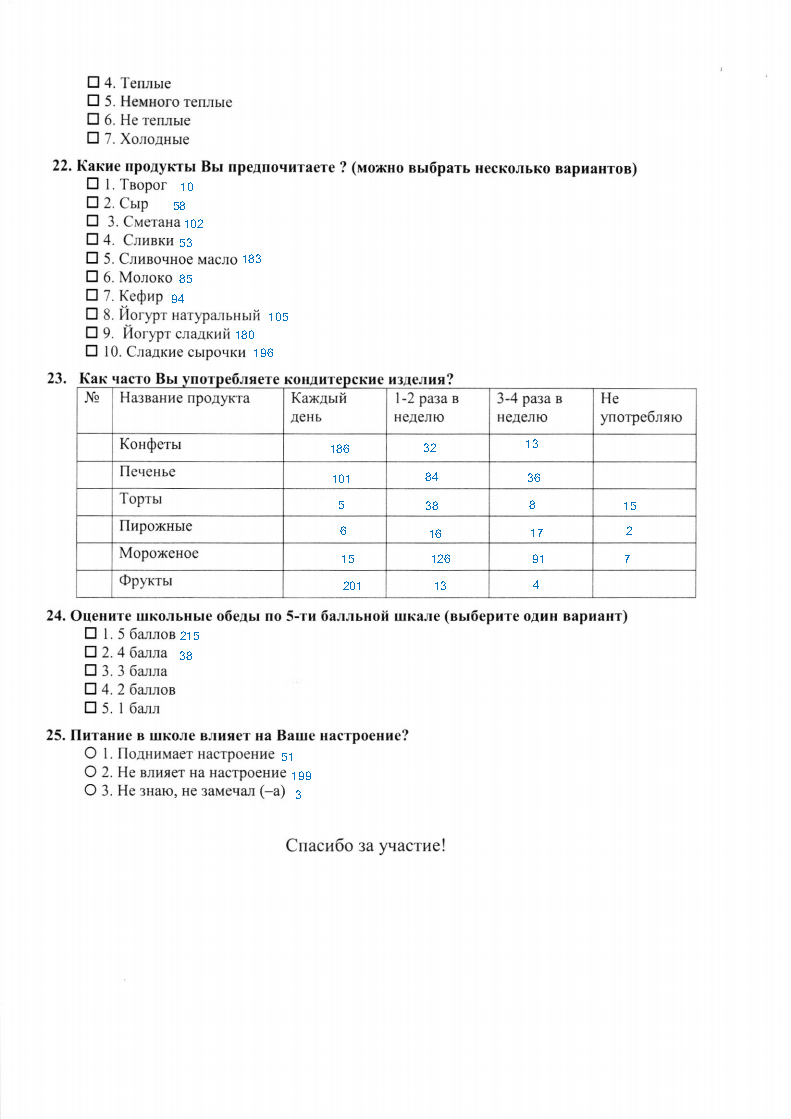 ☐ 4. Теплые
☐ 5. Немного теплые
☐ 6. Не теплые
☐ 7. Холодные
22. Какие продукты Вы предпочитаете ? (можно выбрать несколько вариантов)
☐ 1. Творог 10
☐ 2. Сыр 58
☐ 3. Сметана 102
☐ 4. Сливки 53
☐ 5. Сливочное масло 183
☐ 6. Молоко 85
☐ 7. Кефир 94
☐ 8. Йогурт натуральный 105
☐ 9. Йогурт сладкий 180
☐ 10. Сладкие сырочки 196
23. Как часто Вы употребляете кондитерские изделия?
№ Название продукта Каждый день 1-2 раза в неделю 3-4 раза в неделю Не употребляю
Конфеты 186 32 13
Печенье 101 84 36
Торты 5 38 8 15
Пирожные 6 16 17 2
Мороженое 15 126 91 7
Фрукты 201 13 4
24. Оцените школьные обеды по 5-ти балльной шкале (выберите один вариант)
☐ 1. 5 баллов 215
☐ 2. 4 балла 38
☐ 3. 3 балла
☐ 4. 2 баллов
☐ 5. 1 балл
25. Питание в школе влияет на Ваше настроение?
○ 1. Поднимает настроение 51
○ 2. Не влияет на настроение 199
○ 3. Не знаю, не замечал (–а) 3
Спасибо за участие!